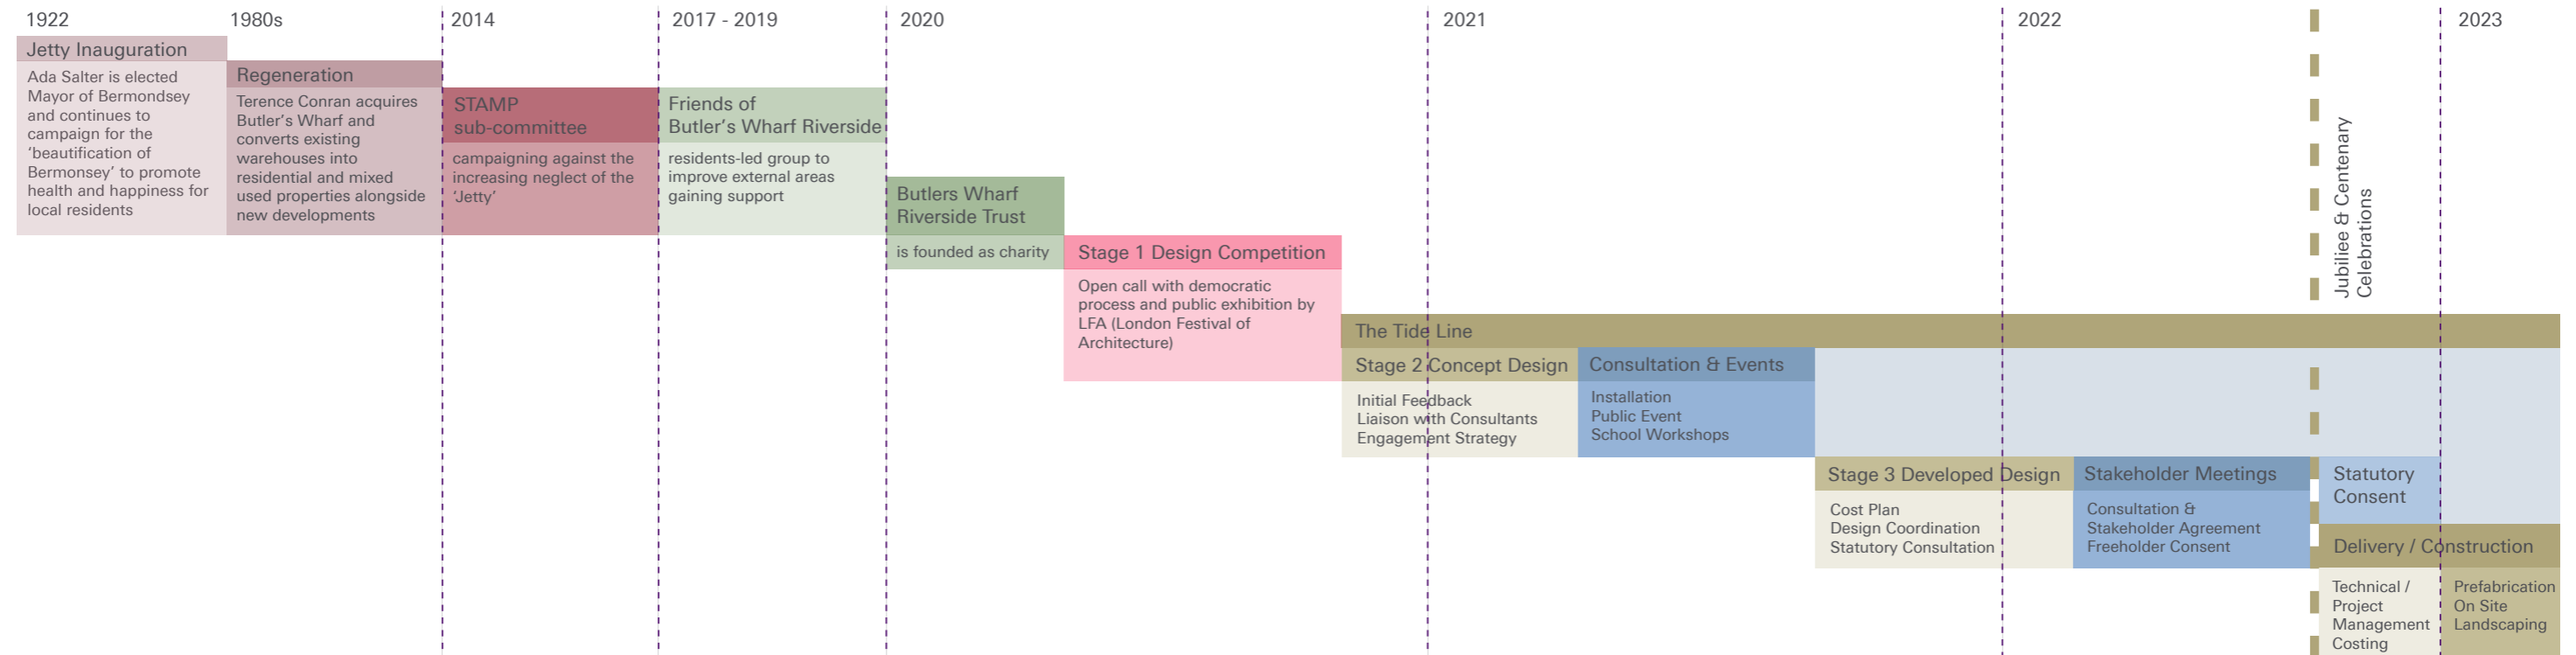 1922
1980s
2014
2017 - 2019
2020
2021
2022
2023
Jetty Inauguration
Ada Salter is elected
Mayor of Bermondsey
and continues to
campaign for the
‘beautification of
Bermonsey’ to promote
health and happiness for
local residents
Regeneration
Terence Conran acquires
Butler’s Wharf and
converts existing
warehouses into
residential and mixed
used properties alongside
new developments
STAMP
sub-committee
campaigning against the
increasing neglect of the
‘Jetty’
Friends of
Butler’s Wharf Riverside
residents-led group to
improve external areas
gaining support
Butlers Wharf
Riverside Trust
is founded as charity
Stage 1 Design Competition
Open call with democratic
process and public exhibition by
LFA (London Festival of
Architecture)
Jubiliee & Centenary
Celebrations
The Tide Line
Stage 2 Concept Design
Initial Feedback
Liaison with Consultants
Engagement Strategy
Consultation & Events
Installation
Public Event
School Workshops
Stage 3 Developed Design
Cost Plan
Design Coordination
Statutory Consultation
Stakeholder Meetings
Consultation &
Stakeholder Agreement
Freeholder Consent
Statutory
Consent
Delivery / Construction
Technical /
Project
Management
Costing
Prefabrication
On Site
Landscaping